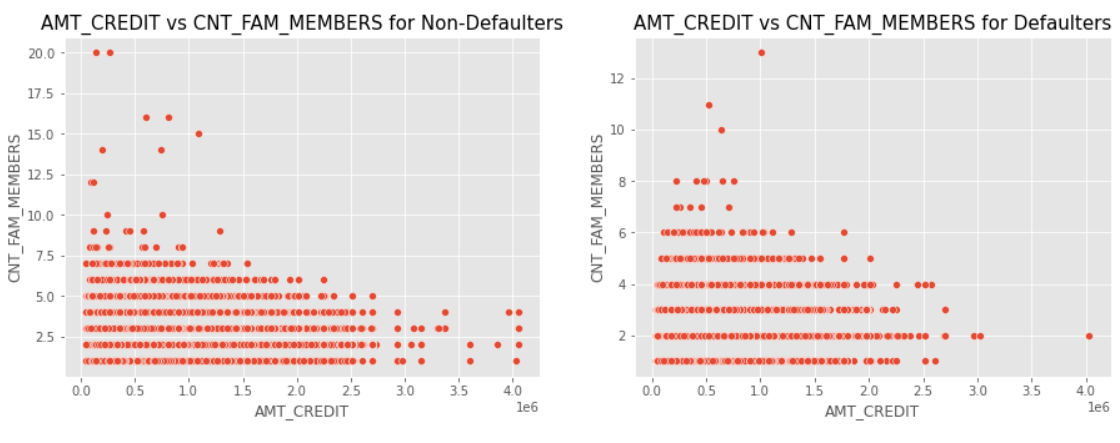 AMT_CREDIT vs CNT_FAM_MEMBERS for Non-Defaulters
20.0
17.5
15.0
12.5
10.0
7.5
5.0
2.5
CNT_FAM_MEMBERS
0.0 0.5 1.0 1.5 2.0 2.5 3.0 3.5 4.0
1e6
AMT_CREDIT
AMT_CREDIT vs CNT_FAM_MEMBERS for Defaulters
12
10
8
6
4
2
CNT_FAM_MEMBERS
0.0 0.5 1.0 1.5 2.0 2.5 3.0 3.5 4.0
1e6
AMT_CREDIT